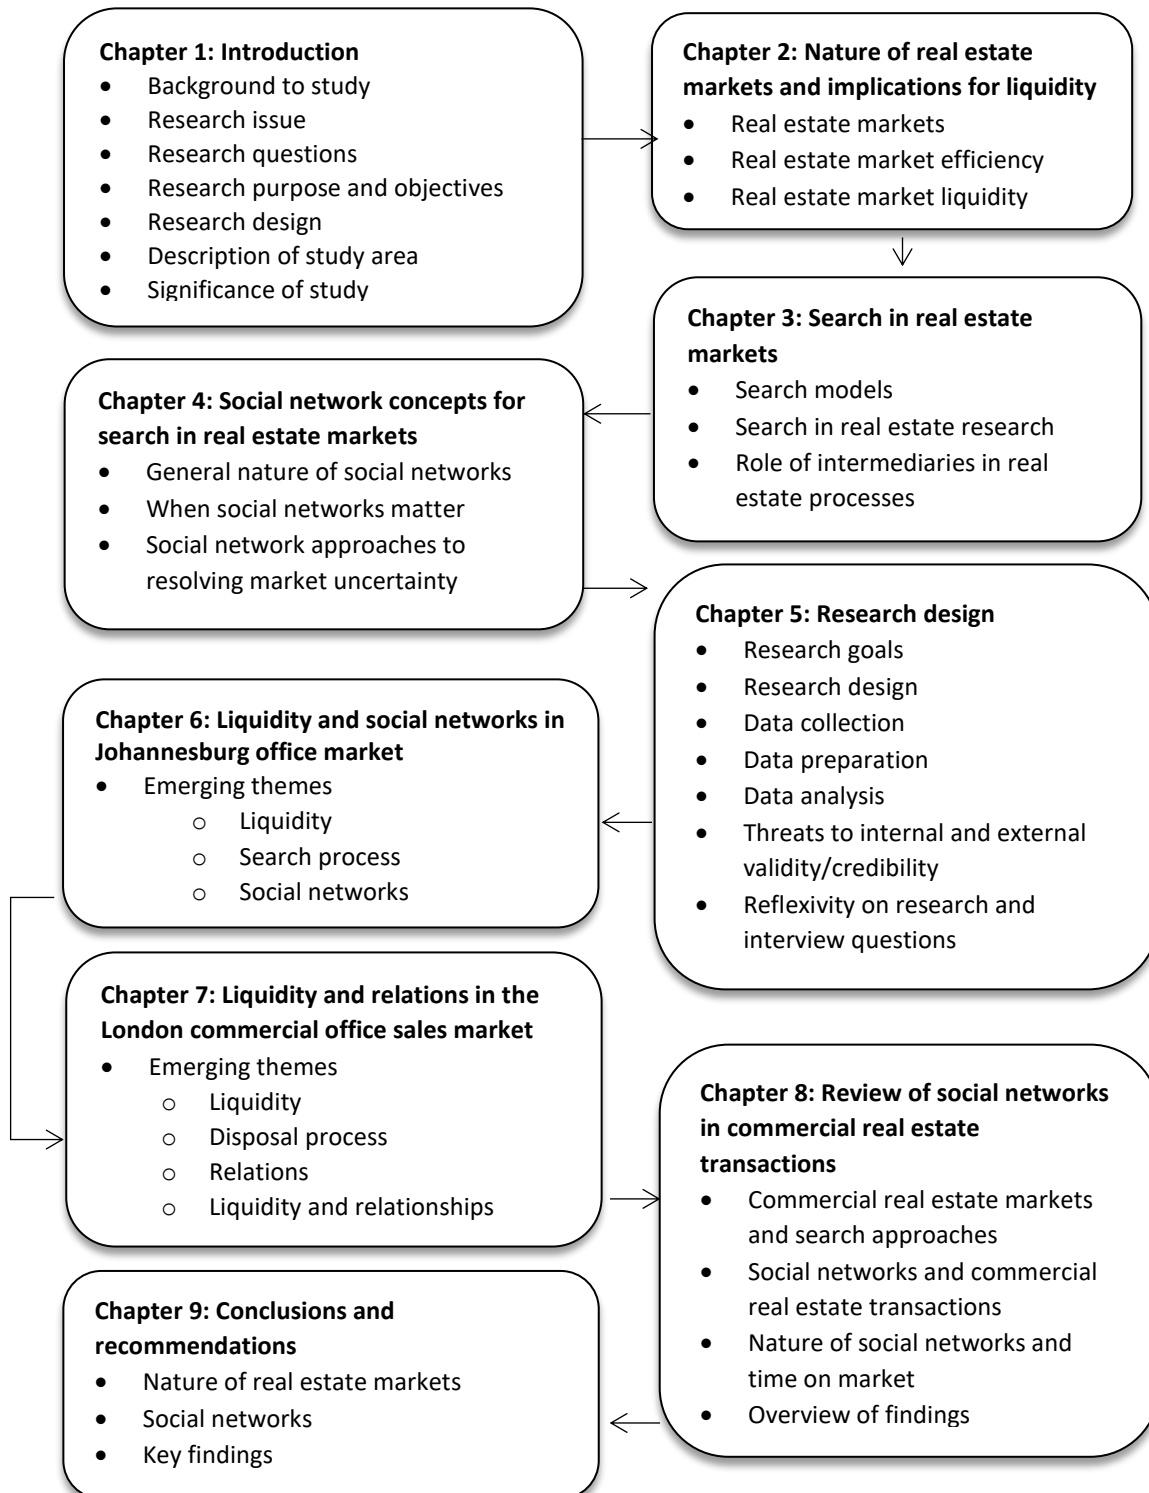 Chapter 1: Introduction
• Background to study
• Research issue
• Research questions
• Research purpose and objectives
• Research design
• Description of study area
• Significance of study
Chapter 2: Nature of real estate
markets and implications for liquidity
• Real estate markets
• Real estate market efficiency
• Real estate market liquidity
Chapter 3: Search in real estate
markets
• Search models
• Search in real estate research
• Role of intermediaries in real
estate processes
Chapter 4: Social network concepts for
search in real estate markets
• General nature of social networks
• When social networks matter
• Social network approaches to
resolving market uncertainty
Chapter 5: Research design
• Research goals
• Research design
• Data collection
• Data preparation
• Data analysis
• Threats to internal and external
validity/credibility
• Reflexivity on research and
interview questions
Chapter 6: Liquidity and social networks in
Johannesburg office market
• Emerging themes
o Liquidity
o Search process
o Social networks
Chapter 7: Liquidity and relations in the
London commercial office sales market
• Emerging themes
o Liquidity
o Disposal process
o Relations
o Liquidity and relationships
Chapter 8: Review of social networks
in commercial real estate
transactions
• Commercial real estate markets
and search approaches
• Social networks and commercial
real estate transactions
• Nature of social networks and
time on market
• Overview of findings
Chapter 9: Conclusions and
recommendations
• Nature of real estate markets
• Social networks
• Key findings